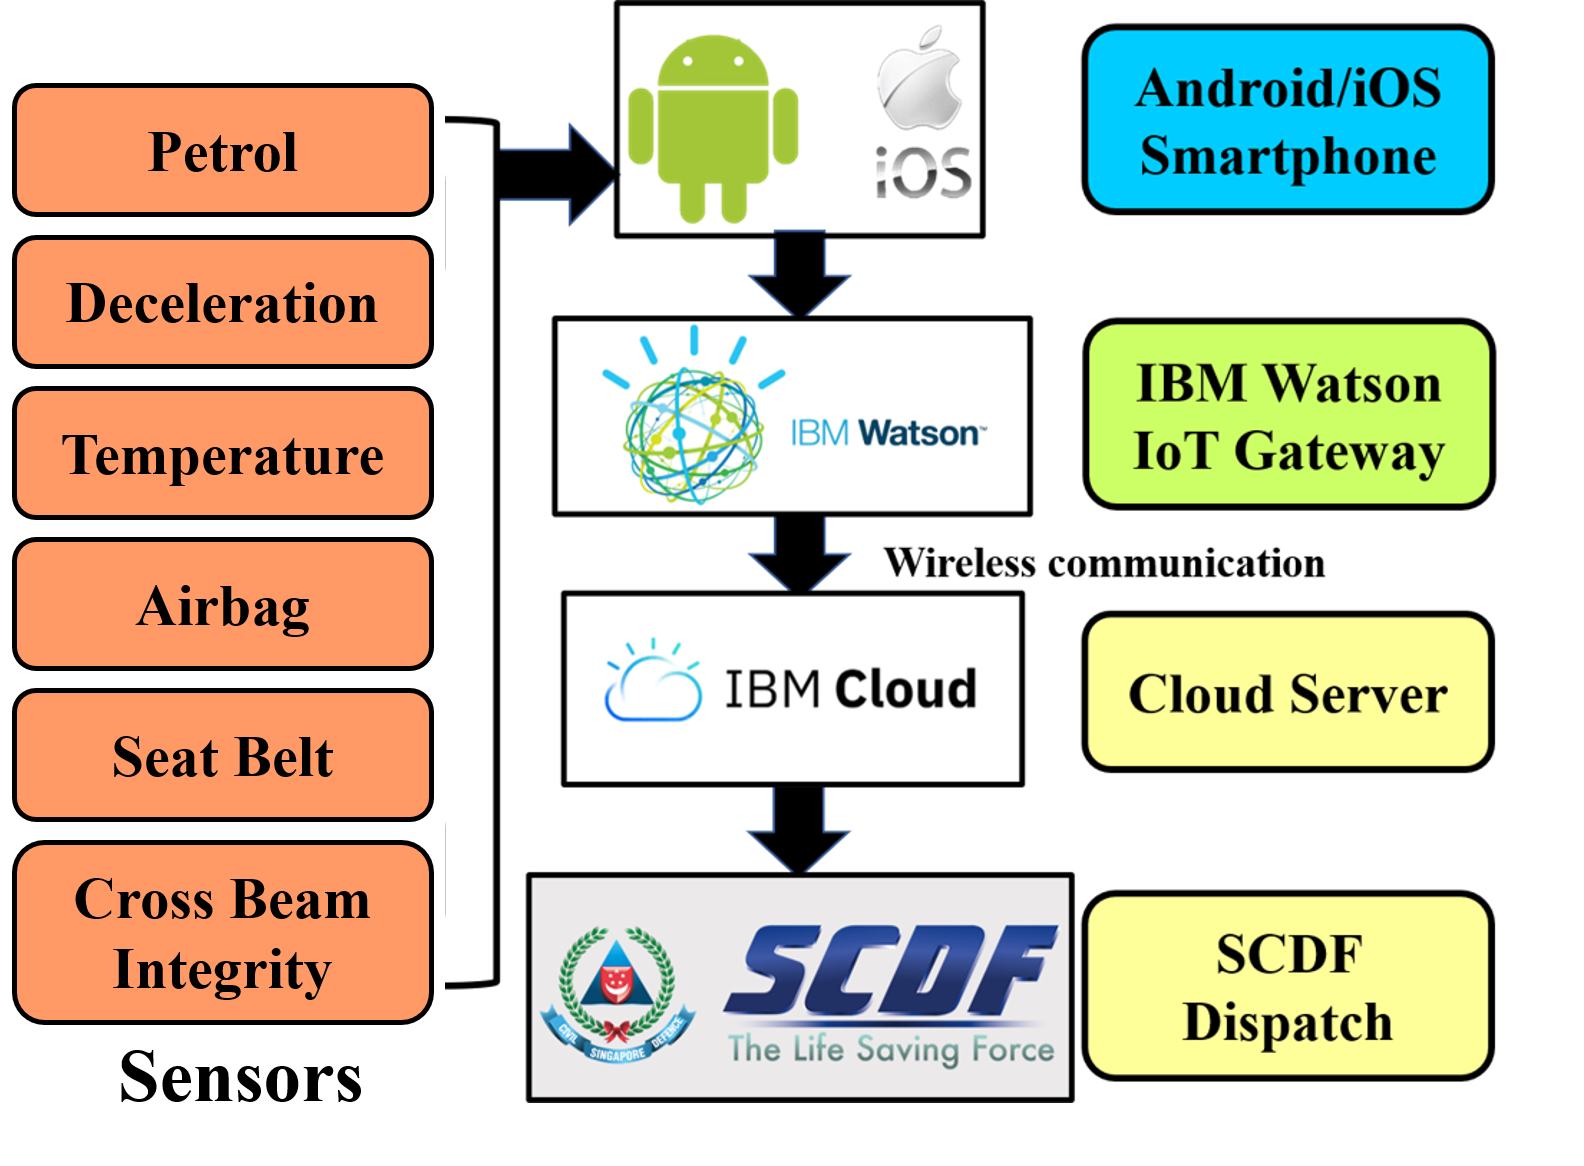 Petrol
Deceleration
Temperature
Airbag
Seat Belt
Cross Beam
Integrity
Sensors
iOS
Android/iOS
Smartphone
IBM Watson™
IBM Watson
IoT Gateway
Wireless communication
IBM Cloud
Cloud Server
CIVIL
SINGAPORE
DEFENCE
SCDF
The Life Saving Force
SCDF
Dispatch